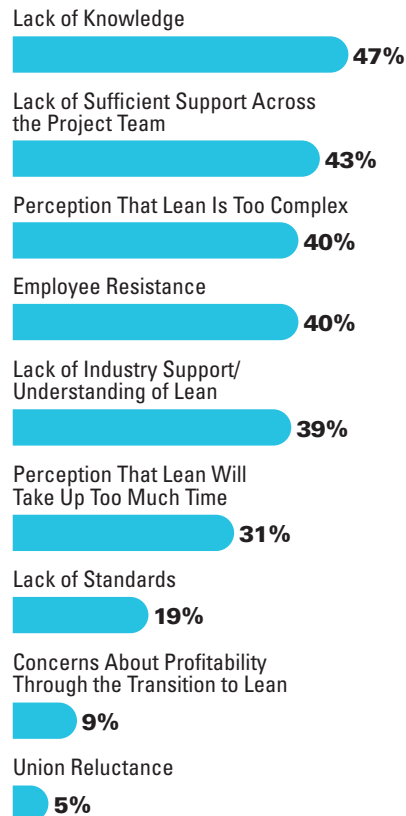 Lack of Knowledge
47%
Lack of Sufficient Support Across
the Project Team
43%
Perception That Lean Is Too Complex
40%
Employee Resistance
40%
Lack of Industry Support/
Understanding of Lean
39%
Perception That Lean Will
Take Up Too Much Time
31%
Lack of Standards
19%
Concerns About Profitability
Through the Transition to Lean
9%
Union Reluctance
5%